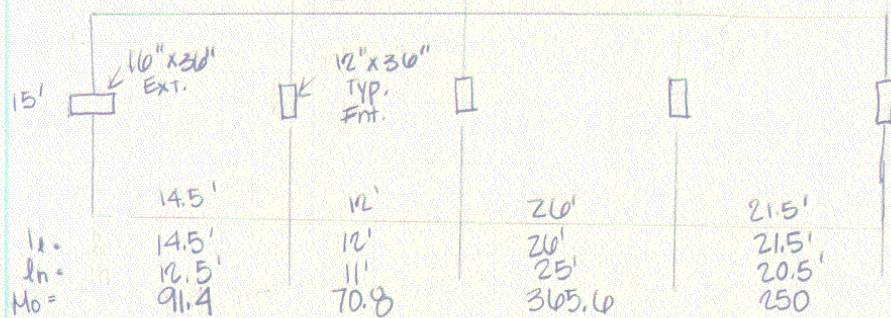 16"x36"
Ext.
12"x36"
Typ.
Int.
15'
14.5' 12' 26' 21.5'
l1 = 14.5' 12' 26' 21.5'
ln = 12.5' 11' 25' 20.5'
Mo = 91.4 70.8 365.6 250